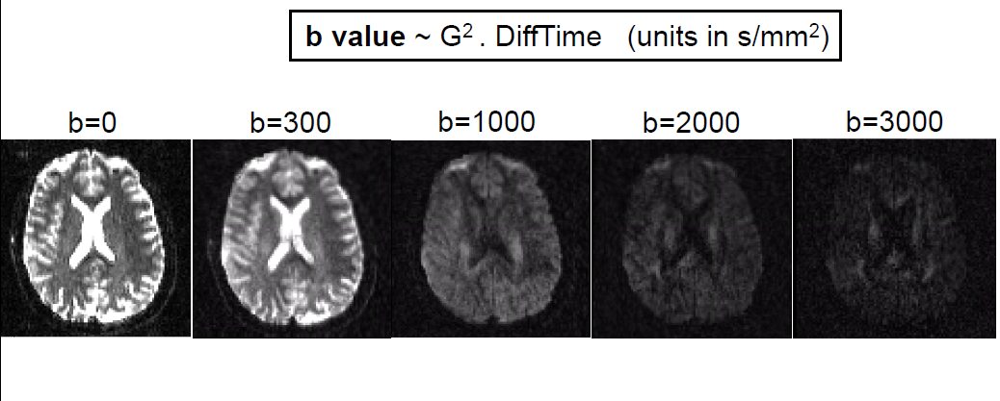 b value ~ G² . DiffTime (units in s/mm²)
b=0 b=300 b=1000 b=2000 b=3000